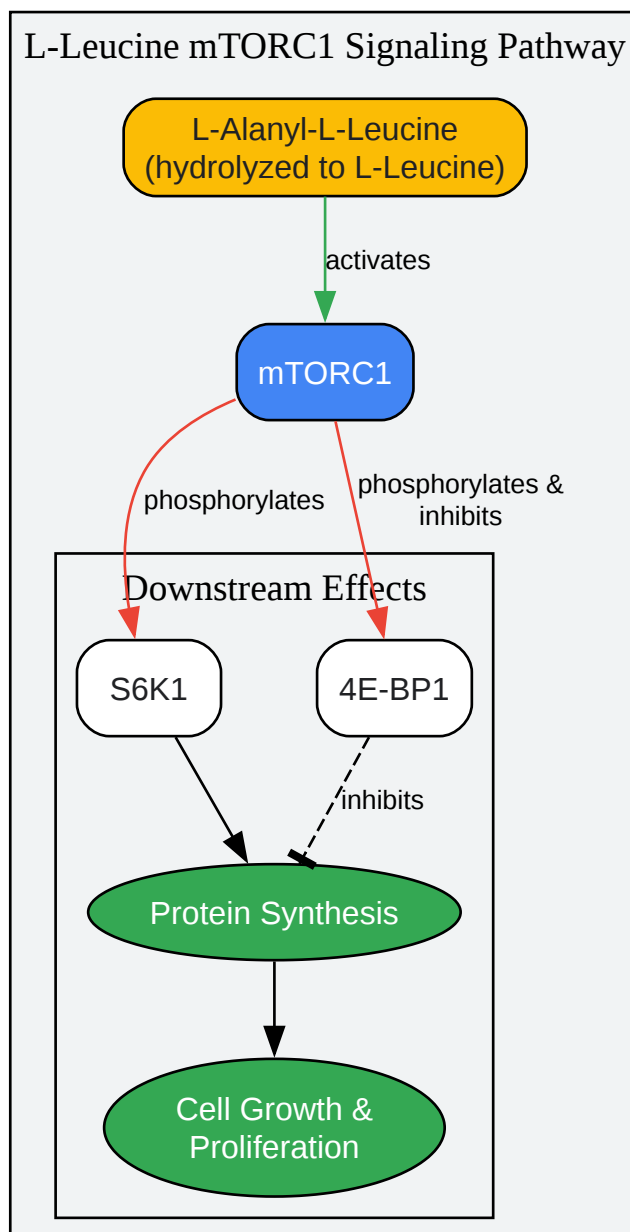 L-Leucine mTORC1 Signaling Pathway
L-Alanyl-L-Leucine
(hydrolyzed to L-Leucine)
activates
mTORC1
phosphorylates
phosphorylates &
inhibits
Downstream Effects
S6K1
4E-BP1
inhibits
Protein Synthesis
Cell Growth &
Proliferation